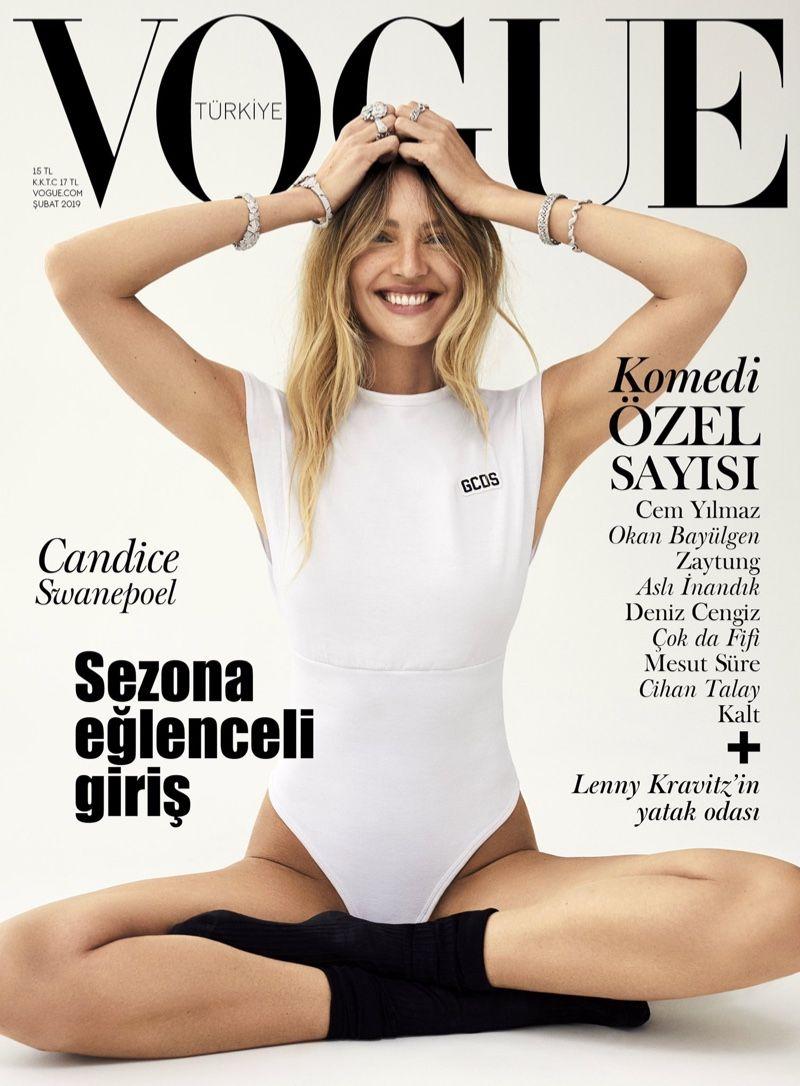 VOGUE
TÜRKİYE
15 TL
K.K.T.C 17 TL
VOGUE.COM
ŞUBAT 2019
Komedi
ÖZEL
SAYISI
Cem Yılmaz
Okan Bayülgen
Zaytung
Aslı İnandık
Deniz Cengiz
Çok da Fifi
Mesut Süre
Cihan Talay
Kalt
+
Lenny Kravitz'in
yatak odası
GCDS
Candice
Swanepoel
Sezona
eğlenceli
giriş